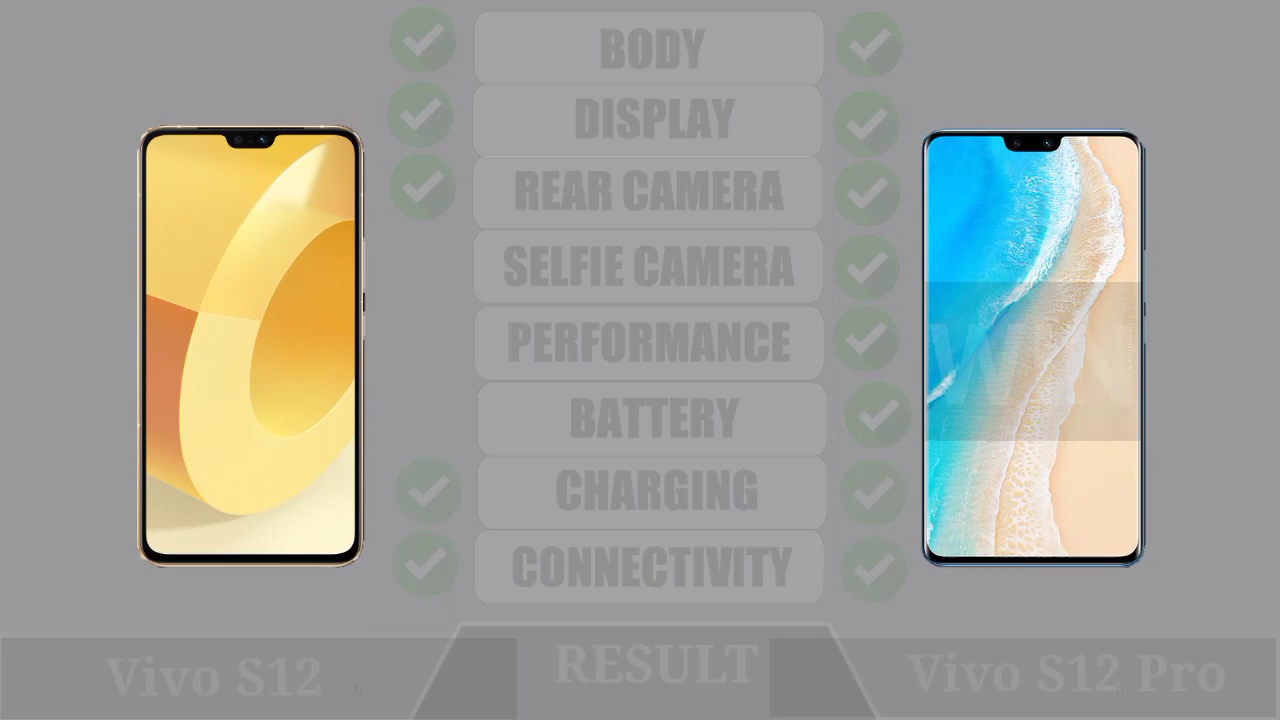 BODY
DISPLAY
REAR CAMERA
SELFIE CAMERA
PERFORMANCE
BATTERY
CHARGING
CONNECTIVITY
Vivo S12
RESULT
Vivo S12 Pro